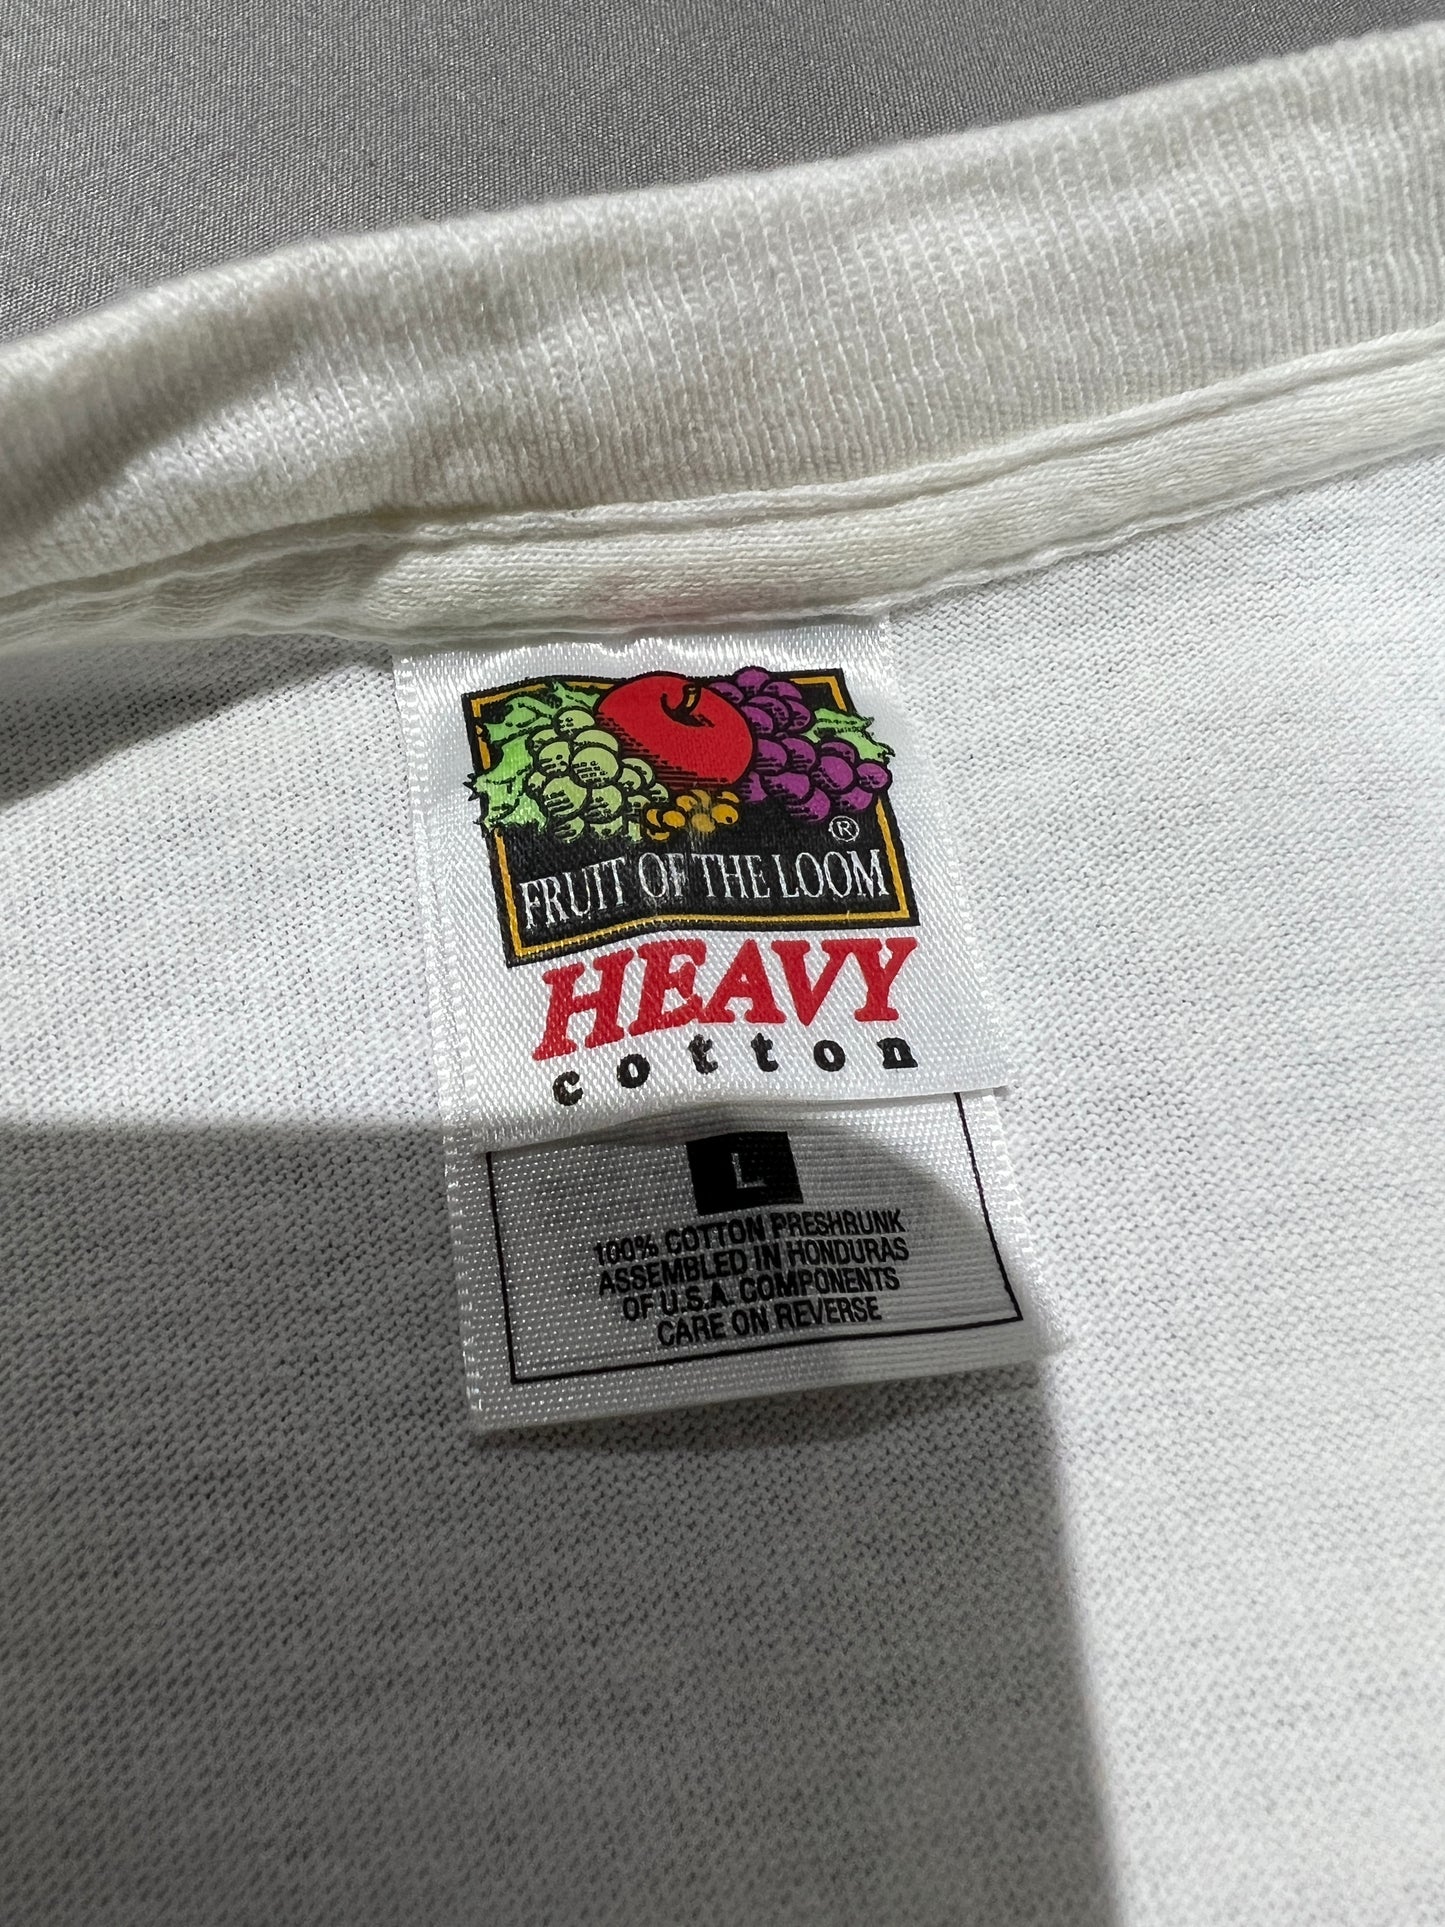 ®
FRUIT OF THE LOOM
HEAVY
cotton
L
100% COTTON PRESHRUNK
ASSEMBLED IN HONDURAS
OF U.S.A. COMPONENTS
CARE ON REVERSE